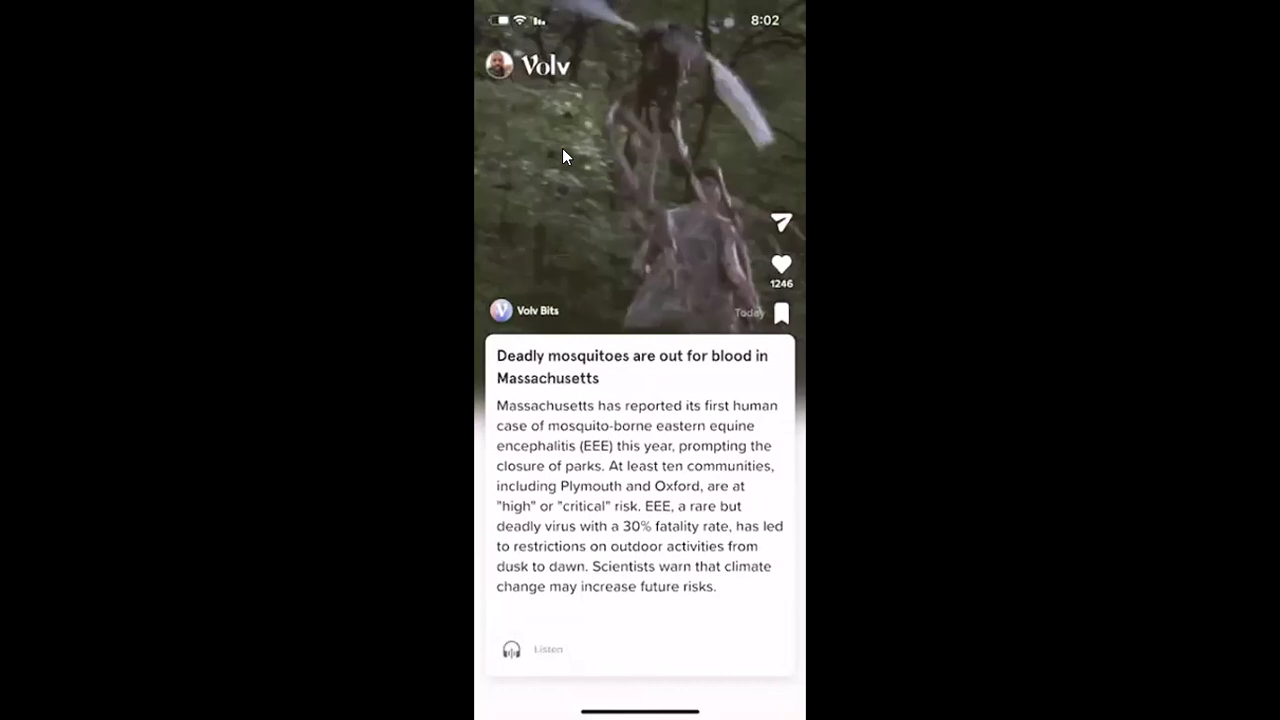 8:02
Volv
1246
Volv Bits
Today
Deadly mosquitoes are out for blood in
Massachusetts
Massachusetts has reported its first human
case of mosquito-borne eastern equine
encephalitis (EEE) this year, prompting the
closure of parks. At least ten communities,
including Plymouth and Oxford, are at
"high" or "critical" risk. EEE, a rare but
deadly virus with a 30% fatality rate, has led
to restrictions on outdoor activities from
dusk to dawn. Scientists warn that climate
change may increase future risks.
Listen